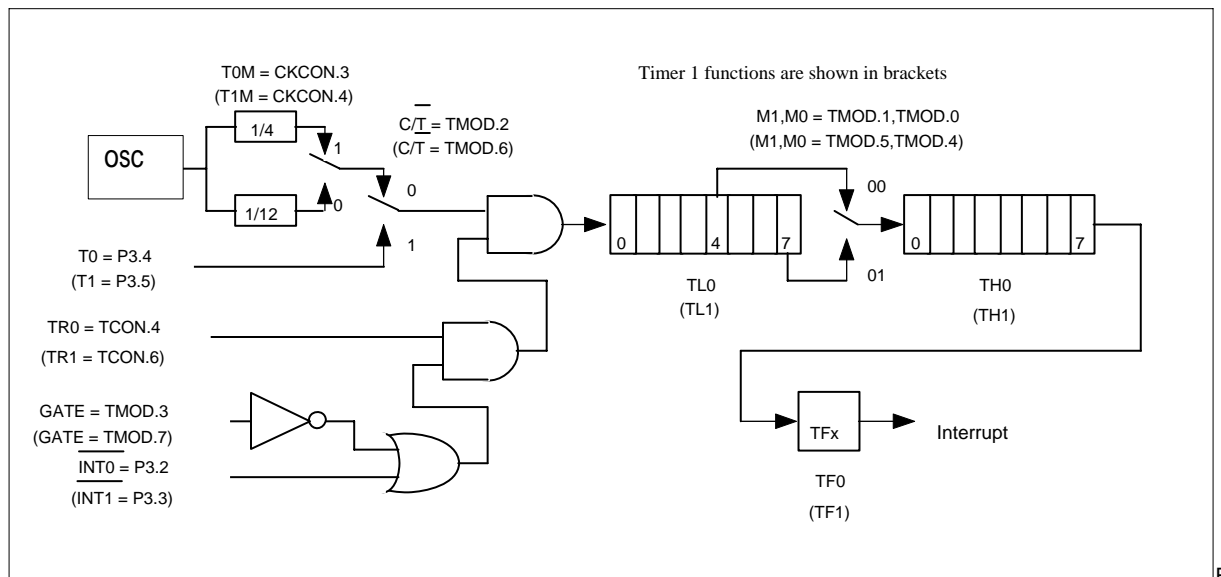 T0M = CKCON.3
(T1M = CKCON.4)
Timer 1 functions are shown in brackets
1/4
OSC
1
C/T = TMOD.2
(C/T = TMOD.6)
M1,M0 = TMOD.1,TMOD.0
(M1,M0 = TMOD.5,TMOD.4)
1/12
0
0
1
00
01
0 4 7
0 7
T0 = P3.4
(T1 = P3.5)
TL0
(TL1)
TH0
(TH1)
TR0 = TCON.4
(TR1 = TCON.6)
GATE = TMOD.3
(GATE = TMOD.7)
INT0 = P3.2
(INT1 = P3.3)
TFx
Interrupt
TF0
(TF1)